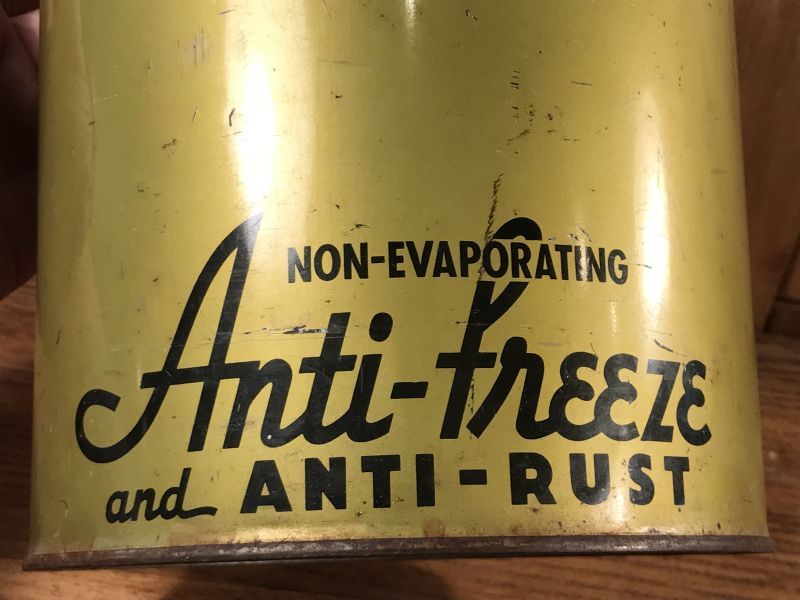 NON-EVAPORATING
Anti-freeze
and ANTI-RUST